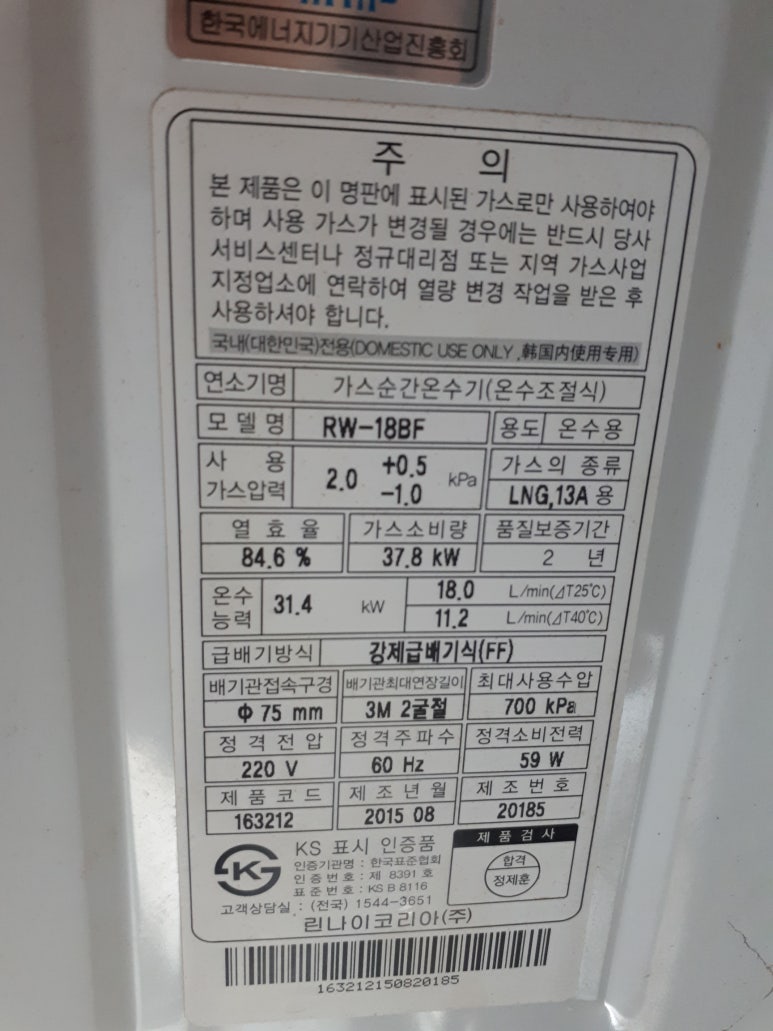 한국에너지기기산업진흥회
주 의
본 제품은 이 명판에 표시된 가스로만 사용하여야
하며 사용 가스가 변경될 경우에는 반드시 당사
서비스센터나 정규대리점 또는 지역 가스사업
지정업소에 연락하여 열량 변경 작업을 받은 후
사용하셔야 합니다.
국내(대한민국)전용(DOMESTIC USE ONLY ,韩国内使用专用)
연소기명 가스순간온수기(온수조절식)
모델명 RW-18BF 용도 온수용
사 용 가스압력 2.0 +0.5 -1.0 kPa
가스의 종류
LNG,13A 용
열효율 가스소비량 품질보증기간
84.6 % 37.8 kW 2 년
온수능력 31.4 kW
18.0 L/min(⊿T25℃)
11.2 L/min(⊿T40℃)
급배기방식 강제급배기식(FF)
배기관접속구경 배기관최대연장길이 최대사용수압
Φ 75 mm 3M 2굴절 700 kPa
정격전압 정격주파수 정격소비전력
220 V 60 Hz 59 W
제품코드 제조년월 제조번호
163212 2015 08 20185
KS 표시 인증품
인증기관명 : 한국표준협회
인증번호 : 제 8391 호
표준번호 : KS B 8116
고객상담실 : (전국) 1544-3651
린나이코리아(주)
제품검사
합격
정제훈
163212150820185